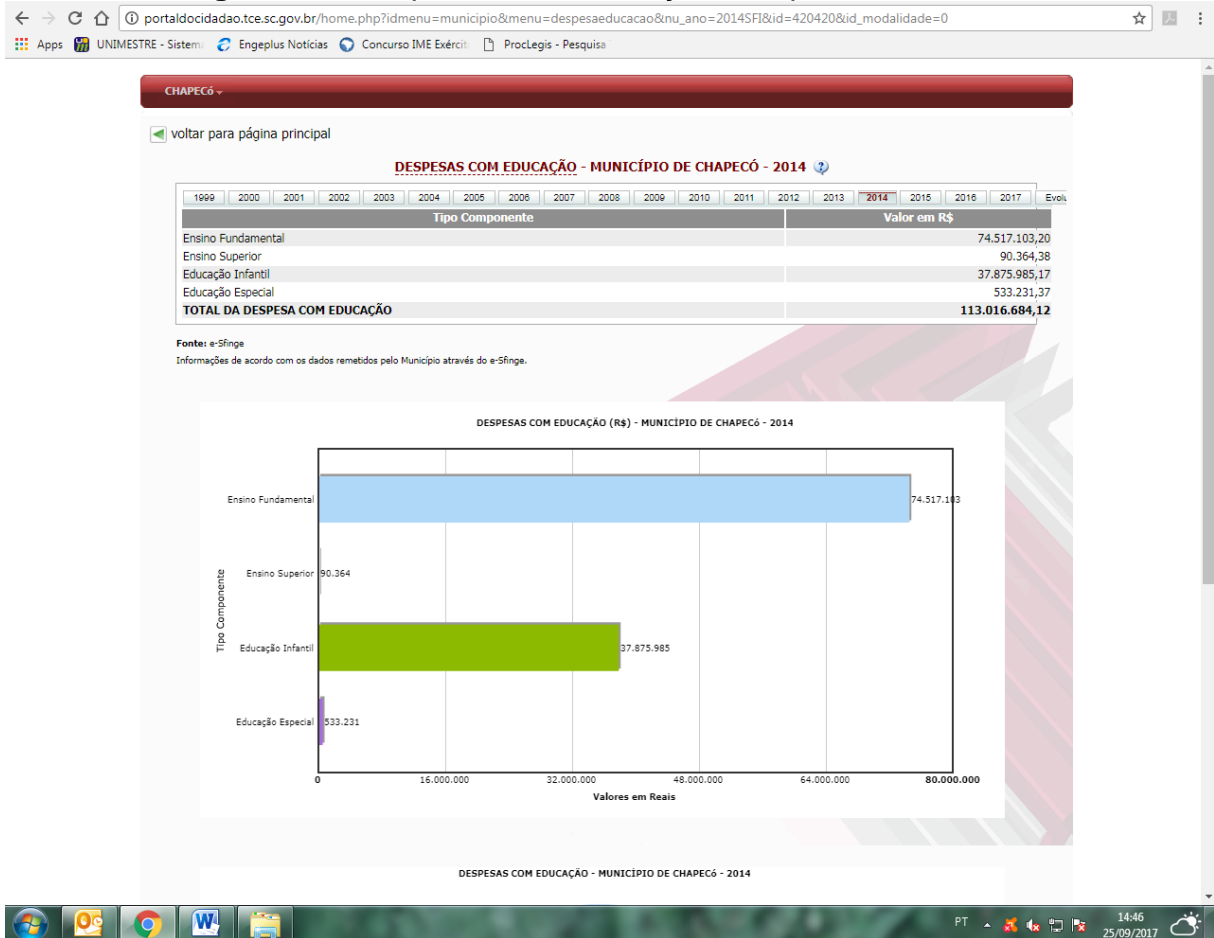 portaldocidadao.tce.sc.gov.br/home.php?idmenu=municipio&menu=despesaeducacao&nu_ano=2014SFI&id=420420&id_modalidade=0
Apps UNIMESTRE - Sistem Engeplus Notícias Concurso IME Exércit ProcLegis - Pesquisa
CHAPECó
voltar para página principal
DESPESAS COM EDUCAÇÃO - MUNICÍPIO DE CHAPECÓ - 2014
1999 2000 2001 2002 2003 2004 2005 2006 2007 2008 2009 2010 2011 2012 2013 2014 2015 2016 2017 Evolu
Tipo Componente Valor em R$
Ensino Fundamental 74.517.103,20
Ensino Superior 90.364,38
Educação Infantil 37.875.985,17
Educação Especial 533.231,37
TOTAL DA DESPESA COM EDUCAÇÃO 113.016.684,12
Fonte: e-Sfinge
Informações de acordo com os dados remetidos pelo Município através do e-Sfinge.
DESPESAS COM EDUCAÇÃO (R$) - MUNICÍPIO DE CHAPECó - 2014
Ensino Fundamental 74.517.103
Ensino Superior 90.364
Educação Infantil 37.875.985
Educação Especial 533.231
Tipo Componente
0 16.000.000 32.000.000 48.000.000 64.000.000 80.000.000
Valores em Reais
DESPESAS COM EDUCAÇÃO - MUNICÍPIO DE CHAPECó - 2014
PT 14:46
25/09/2017